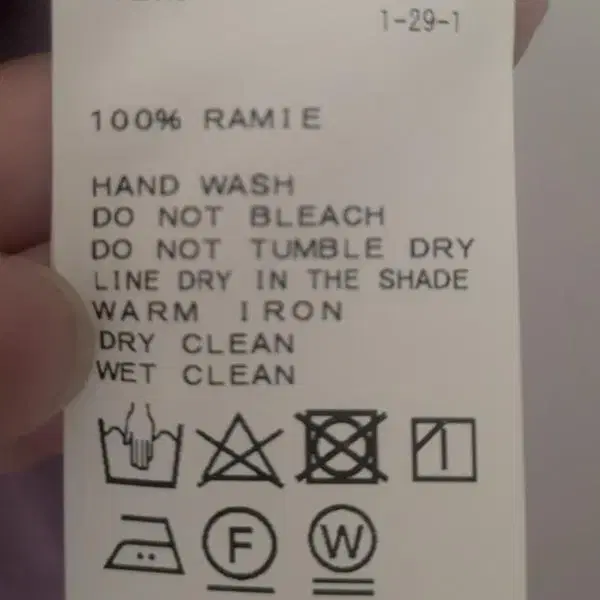 1-29-1
100% RAMIE
HAND WASH
DO NOT BLEACH
DO NOT TUMBLE DRY
LINE DRY IN THE SHADE
WARM IRON
DRY CLEAN
WET CLEAN
F W